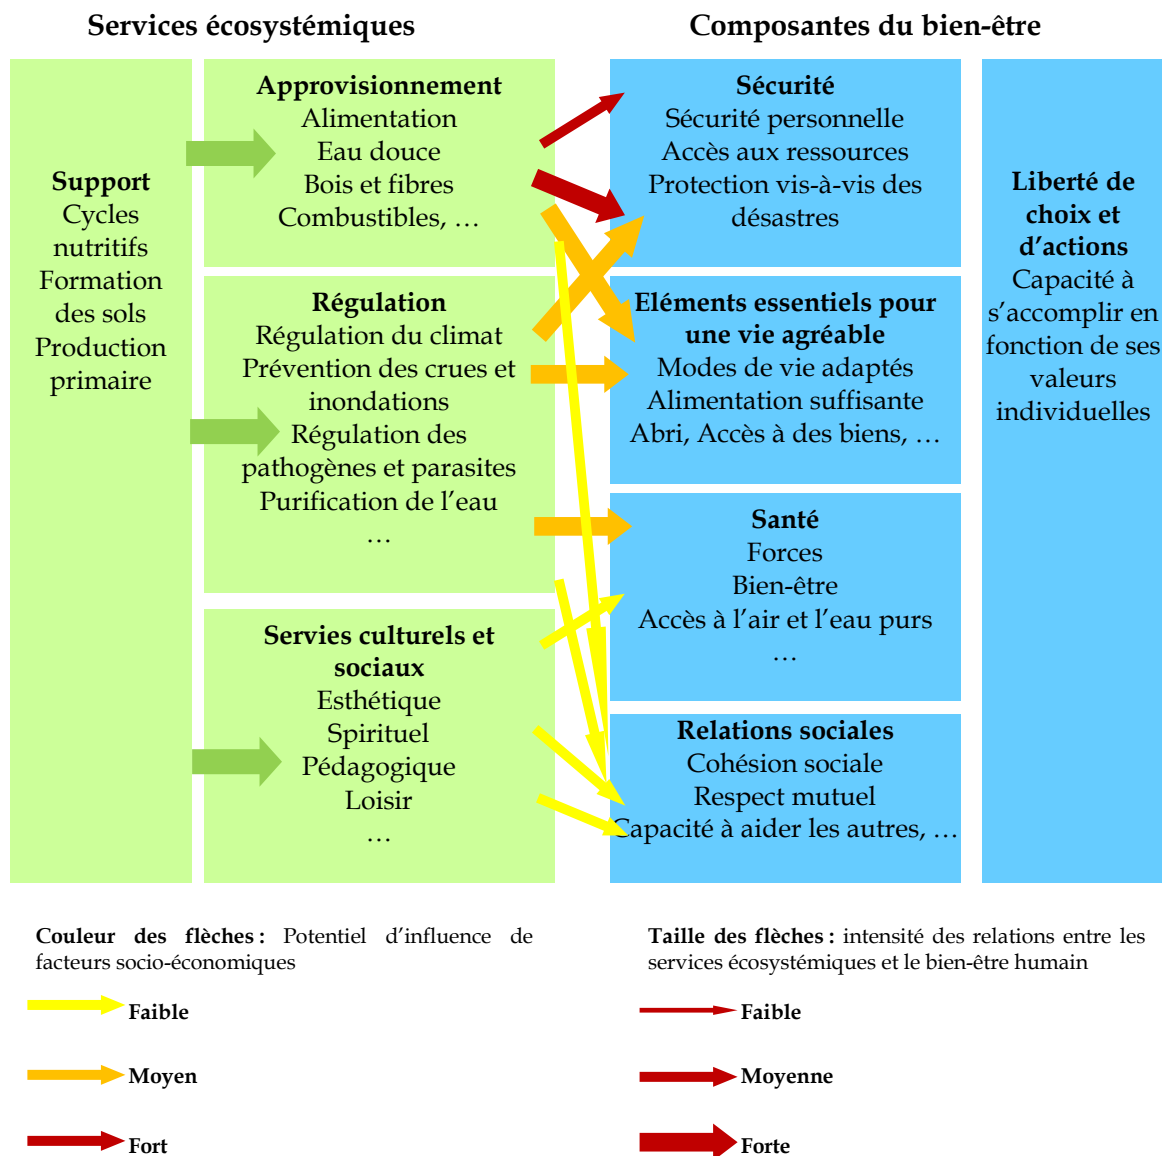 Services écosystémiques
Composantes du bien-être
Support
Cycles
nutritifs
Formation
des sols
Production
primaire
Approvisionnement
Alimentation
Eau douce
Bois et fibres
Combustibles, …
Régulation
Régulation du climat
Prévention des crues et
inondations
Régulation des
pathogènes et parasites
Purification de l’eau
…
Servies culturels et
sociaux
Esthétique
Spirituel
Pédagogique
Loisir
…
Sécurité
Sécurité personnelle
Accès aux ressources
Protection vis-à-vis des
désastres
Eléments essentiels pour
une vie agréable
Modes de vie adaptés
Alimentation suffisante
Abri, Accès à des biens, …
Santé
Forces
Bien-être
Accès à l’air et l’eau purs
…
Relations sociales
Cohésion sociale
Respect mutuel
Capacité à aider les autres, …
Liberté de
choix et
d’actions
Capacité à
s’accomplir en
fonction de ses
valeurs
individuelles
Couleur des flèches : Potentiel d’influence de
facteurs socio-économiques
Faible
Moyen
Fort
Taille des flèches : intensité des relations entre les
services écosystémiques et le bien-être humain
Faible
Moyenne
Forte